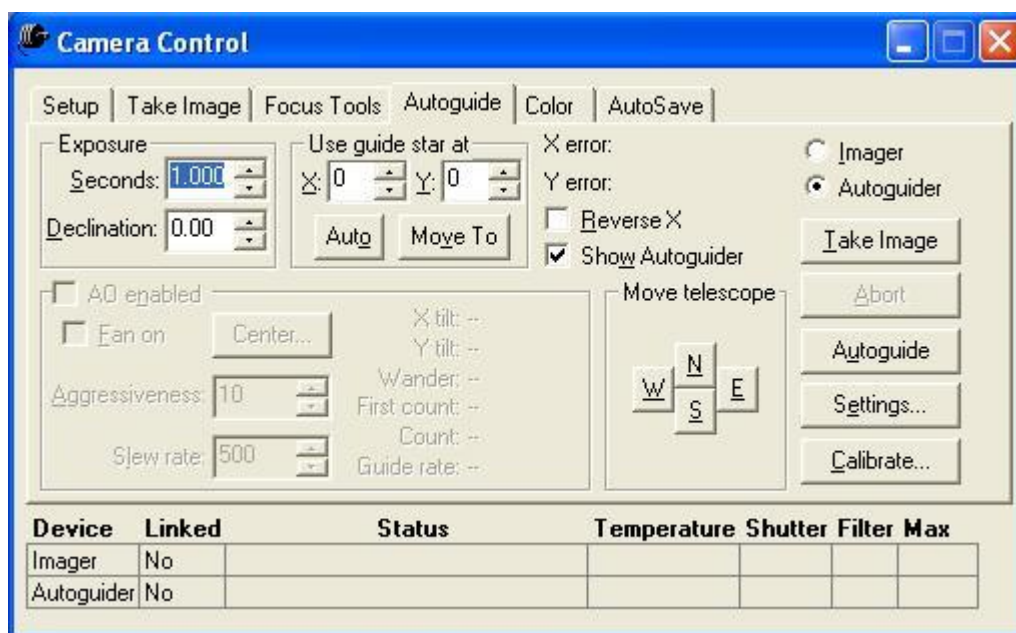 Camera Control
Setup Take Image Focus Tools Autoguide Color AutoSave
Exposure
Seconds: 1.000
Declination: 0.00
Use guide star at
X: 0 Y: 0
Auto Move To
X error:
Y error:
Reverse X
Show Autoguider
Imager
Autoguider
Take Image
Abort
Autoguide
Settings...
Calibrate...
AO enabled
Fan on Center...
Aggressiveness: 10
Slew rate: 500
X tilt: --
Y tilt: --
Wander: --
First count: --
Count: --
Guide rate: --
Move telescope
N
W E
S
Device Linked Status Temperature Shutter Filter Max
Imager No
Autoguider No